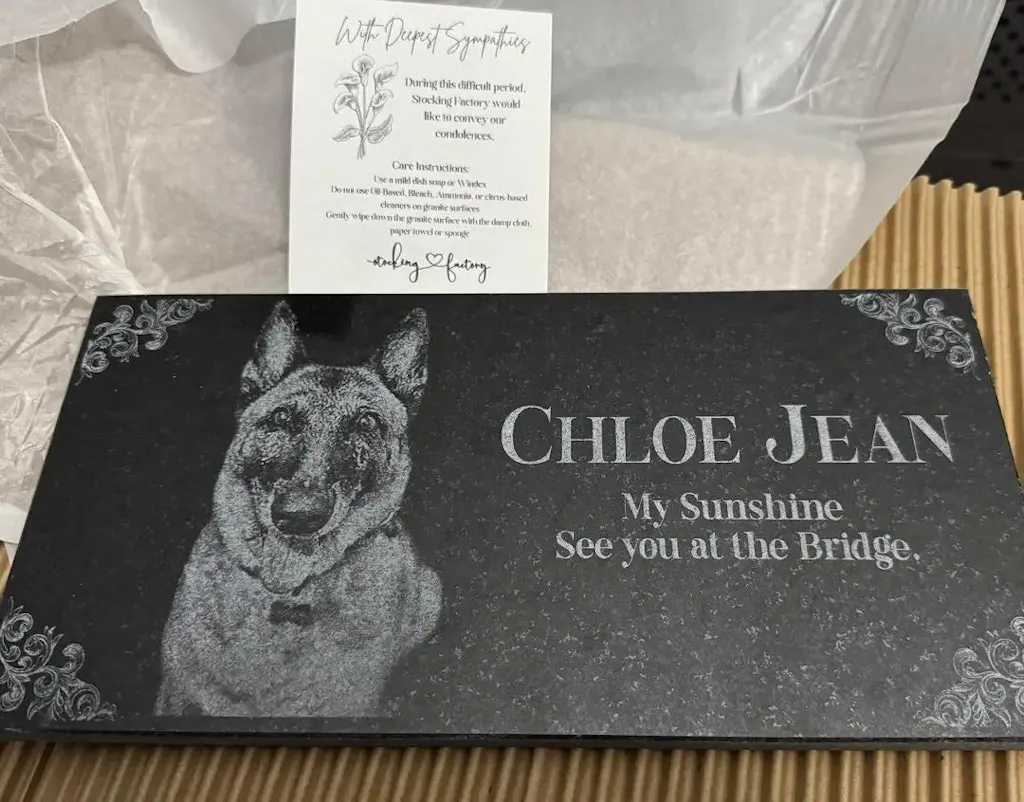 With Deepest Sympathies
During this difficult period,
Stocking Factory would
like to convey our
condolences.
Care Instructions:
Use a mild dish soap or Windex
Do not use Oil-Based, Bleach, Ammonia, or citrus-based
cleaners on granite surfaces
Gently wipe down the granite surface with the damp cloth,
paper towel or sponge
stocking factory
CHLOE JEAN
My Sunshine
See you at the Bridge.